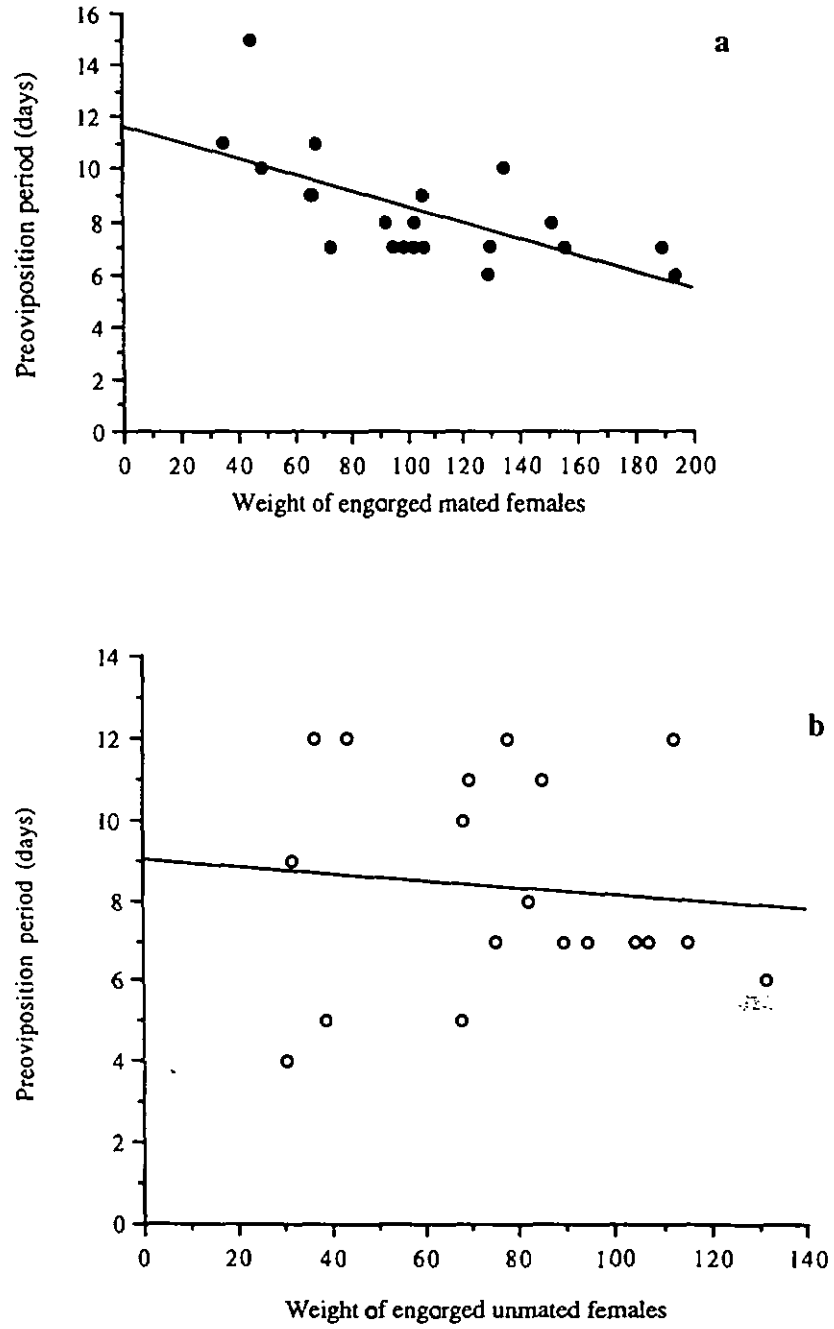 a
Preoviposition period (days)
16
14
12
10
8
6
4
2
0
0 20 40 60 80 100 120 140 160 180 200
Weight of engorged mated females
b
Preoviposition period (days)
14
12
10
8
6
4
2
0
0 20 40 60 80 100 120 140
Weight of engorged unmated females